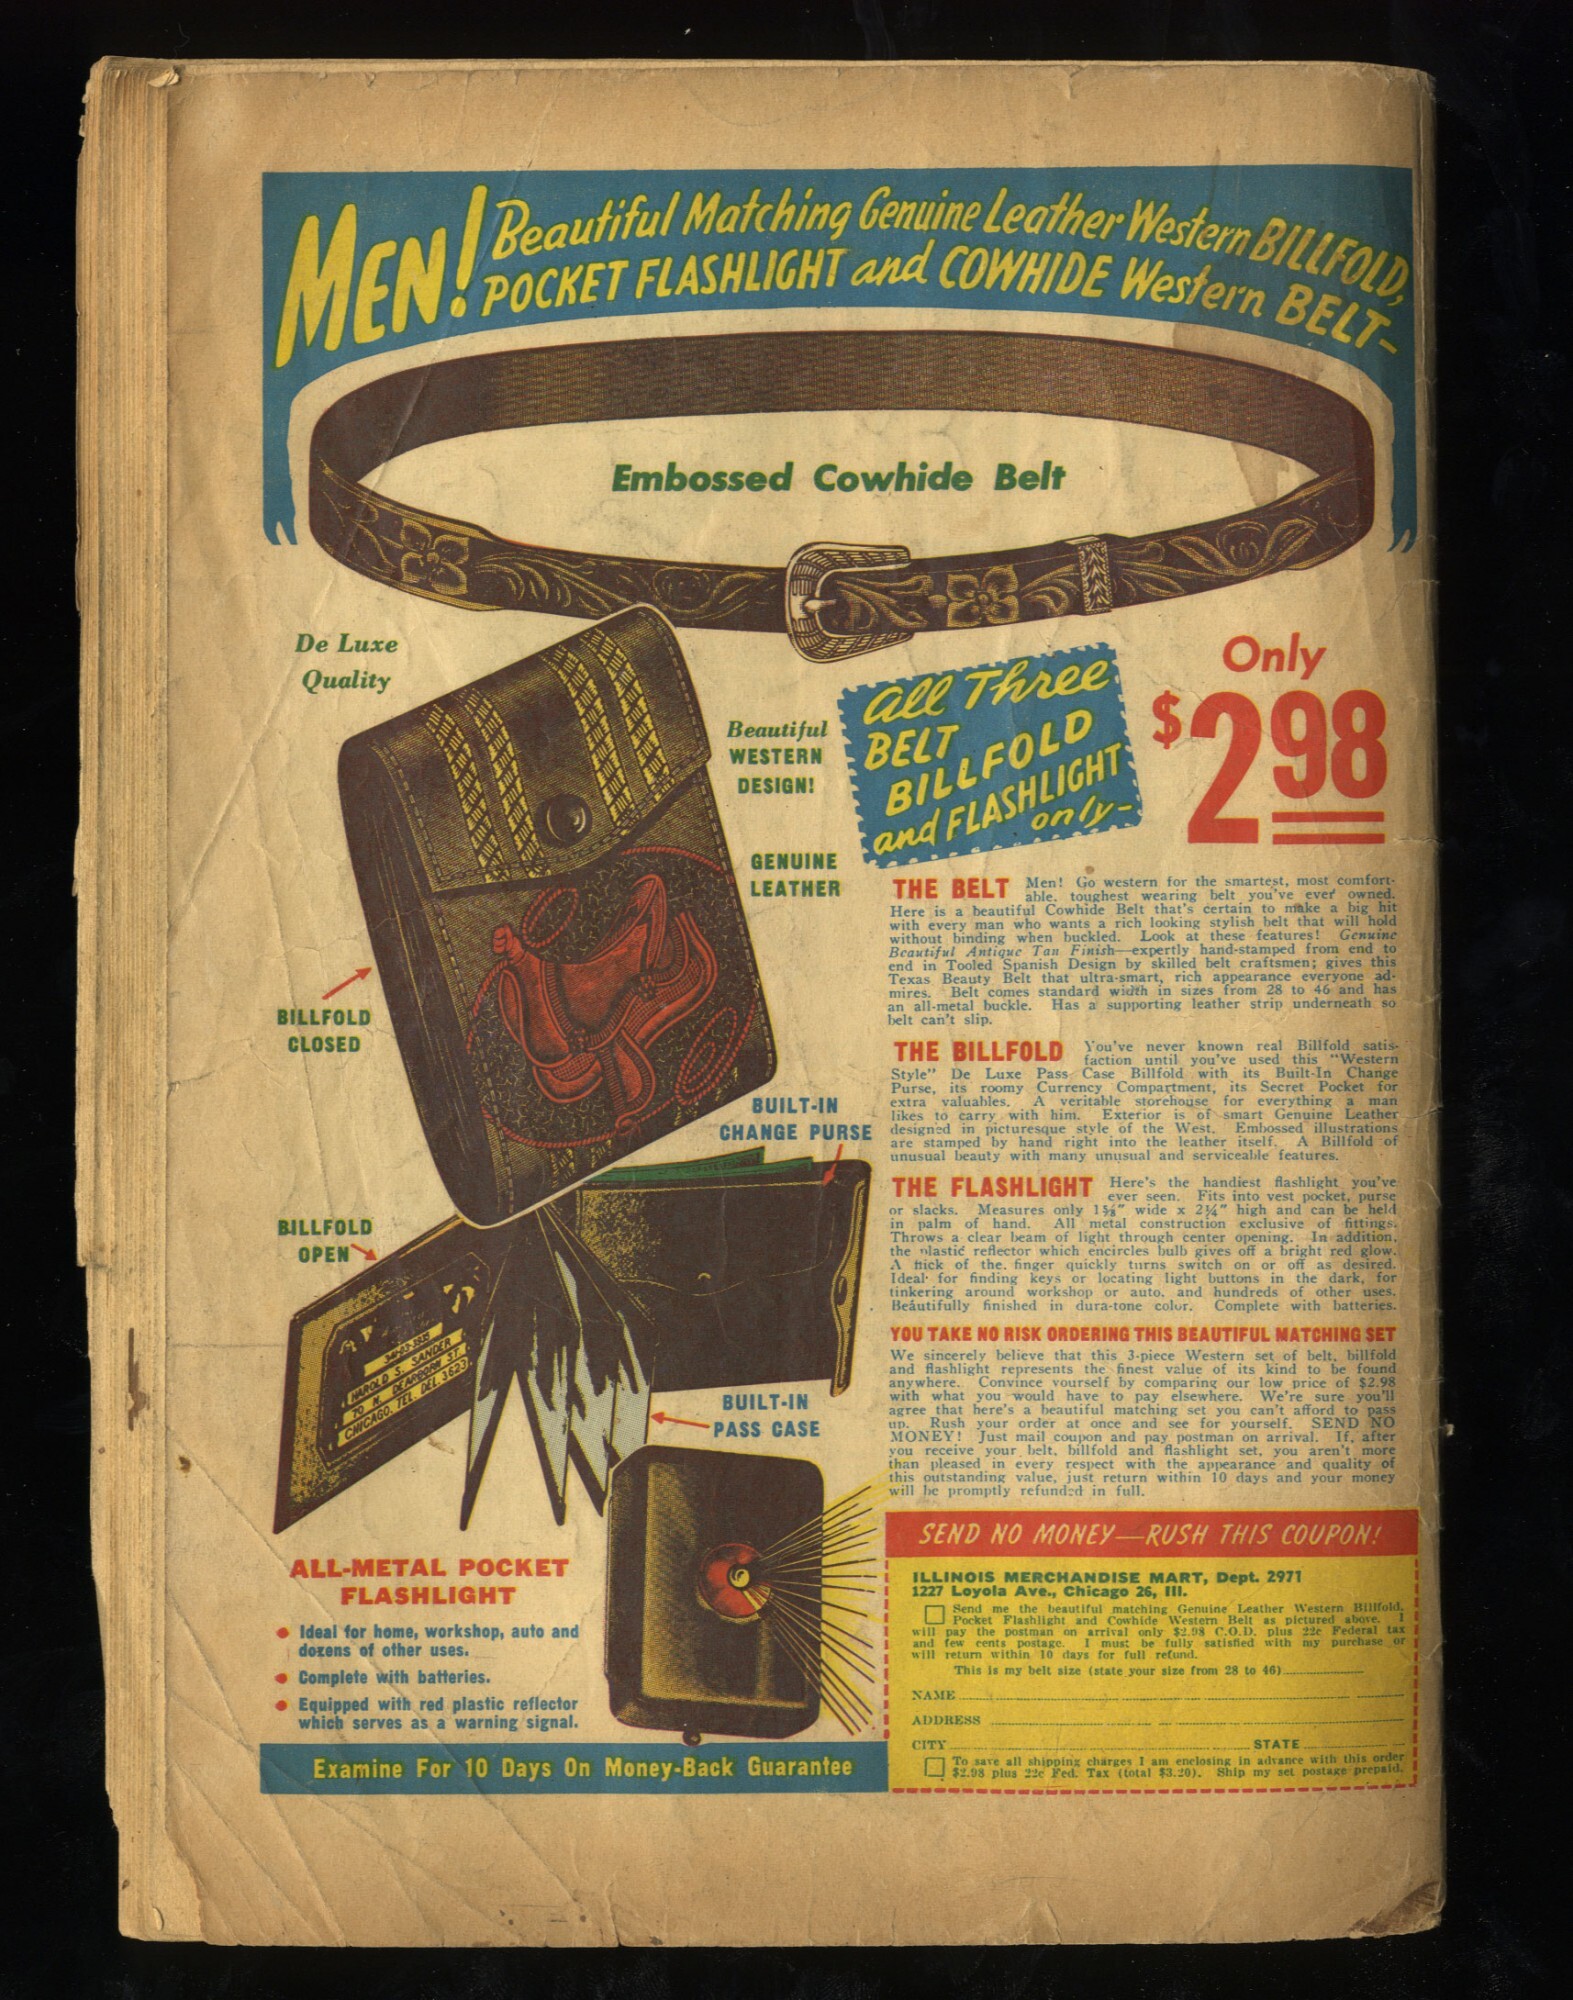 MEN! Beautiful Matching Genuine Leather Western BILLFOLD,
POCKET FLASHLIGHT and COWHIDE Western BELT-
Embossed Cowhide Belt
De Luxe
Quality
Beautiful
WESTERN
DESIGN!
GENUINE
LEATHER
All Three
BELT
BILLFOLD
and FLASHLIGHT
only-
Only
$2.98
BILLFOLD
CLOSED
BUILT-IN
CHANGE PURSE
BILLFOLD
OPEN
HAROLD S. SANDER
70 N. DEARBORN ST.
CHICAGO, TEL. DEL. 3623
BUILT-IN
PASS CASE
ALL-METAL POCKET
FLASHLIGHT
Ideal for home, workshop, auto and
dozens of other uses.
Complete with batteries.
Equipped with red plastic reflector
which serves as a warning signal.
Examine For 10 Days On Money-Back Guarantee
THE BELT Men! Go western for the smartest, most comfort-
able, toughest wearing belt you've ever owned.
Here is a beautiful Cowhide Belt that's certain to make a big hit
with every man who wants a rich looking stylish belt that will hold
without binding when buckled. Look at these features! Genuine
Beautiful Antique Tan Finish—expertly hand-stamped from end to
end in Tooled Spanish Design by skilled belt craftsmen; gives this
Texas Beauty Belt that ultra-smart, rich appearance everyone ad-
mires. Belt comes standard width in sizes from 28 to 46 and has
an all-metal buckle. Has a supporting leather strip underneath so
belt can't slip.
THE BILLFOLD You've never known real Billfold satis-
faction until you've used this "Western
Style" De Luxe Pass Case Billfold with its Built-In Change
Purse, its roomy Currency Compartment, its Secret Pocket for
extra valuables. A veritable storehouse for everything a man
likes to carry with him. Exterior is of smart Genuine Leather
designed in picturesque style of the West. Embossed illustrations
are stamped by hand right into the leather itself. A Billfold of
unusual beauty with many unusual and serviceable features.
THE FLASHLIGHT Here's the handiest flashlight you've
ever seen. Fits into vest pocket, purse
or slacks. Measures only 1⅝" wide x 2¼" high and can be held
in palm of hand. All metal construction exclusive of fittings.
Throws a clear beam of light through center opening. In addition,
the plastic reflector which encircles bulb gives off a bright red glow.
A flick of the finger quickly turns switch on or off as desired.
Ideal for finding keys or locating light buttons in the dark, for
tinkering around workshop or auto, and hundreds of other uses.
Beautifully finished in dura-tone color. Complete with batteries.
YOU TAKE NO RISK ORDERING THIS BEAUTIFUL MATCHING SET
We sincerely believe that this 3-piece Western set of belt, billfold
and flashlight represents the finest value of its kind to be found
anywhere. Convince yourself by comparing our low price of $2.98
with what you would have to pay elsewhere. We're sure you'll
agree that here's a beautiful matching set you can't afford to pass
up. Rush your order at once and see for yourself. SEND NO
MONEY! Just mail coupon and pay postman on arrival. If, after
you receive your belt, billfold and flashlight set, you aren't more
than pleased in every respect with the appearance and quality of
this outstanding value, just return within 10 days and your money
will be promptly refunded in full.
SEND NO MONEY—RUSH THIS COUPON!
ILLINOIS MERCHANDISE MART, Dept. 2971
1227 Loyola Ave., Chicago 26, Ill.
Send me the beautiful matching Genuine Leather Western Billfold,
Pocket Flashlight and Cowhide Western Belt as pictured above. I
will pay the postman on arrival only $2.98 C.O.D. plus 22c Federal tax
and few cents postage. I must be fully satisfied with my purchase or
will return within 10 days for full refund.
This is my belt size (state your size from 28 to 46)
NAME
ADDRESS
CITY STATE
To save all shipping charges I am enclosing in advance with this order
$2.98 plus 22c Fed. Tax (total $3.20). Ship my set postage prepaid.